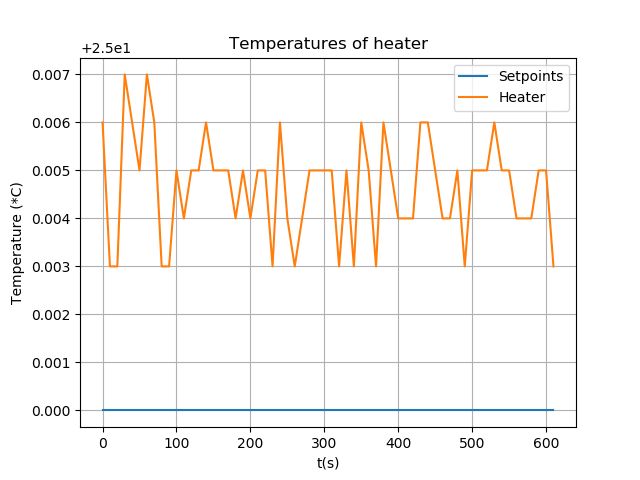 Temperatures of heater
+2.5e1
Setpoints
Heater
0.007
0.006
0.005
0.004
0.003
0.002
0.001
0.000
Temperature (*C)
0 100 200 300 400 500 600
t(s)